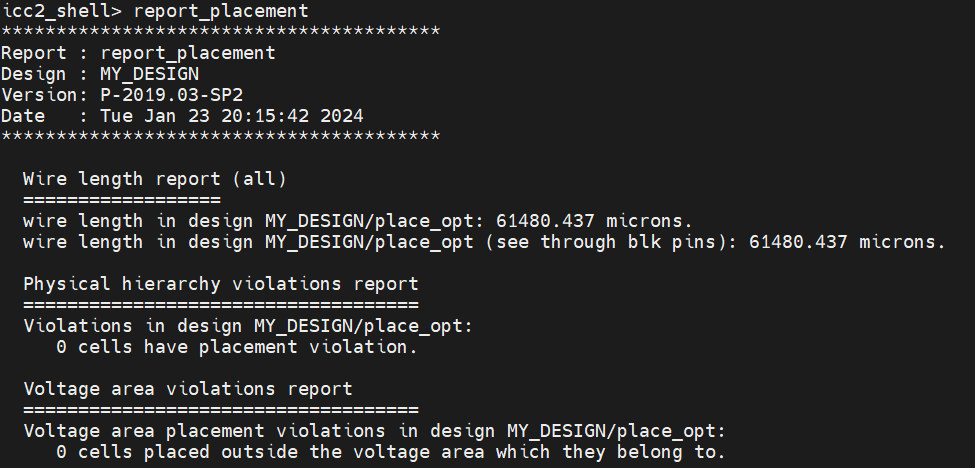 icc2_shell> report_placement
****************************************
Report : report_placement
Design : MY_DESIGN
Version: P-2019.03-SP2
Date   : Tue Jan 23 20:15:42 2024
****************************************

  Wire length report (all)
  ==================
  wire length in design MY_DESIGN/place_opt: 61480.437 microns.
  wire length in design MY_DESIGN/place_opt (see through blk pins): 61480.437 microns.

  Physical hierarchy violations report
  ====================================
  Violations in design MY_DESIGN/place_opt:
     0 cells have placement violation.

  Voltage area violations report
  ====================================
  Voltage area placement violations in design MY_DESIGN/place_opt:
     0 cells placed outside the voltage area which they belong to.